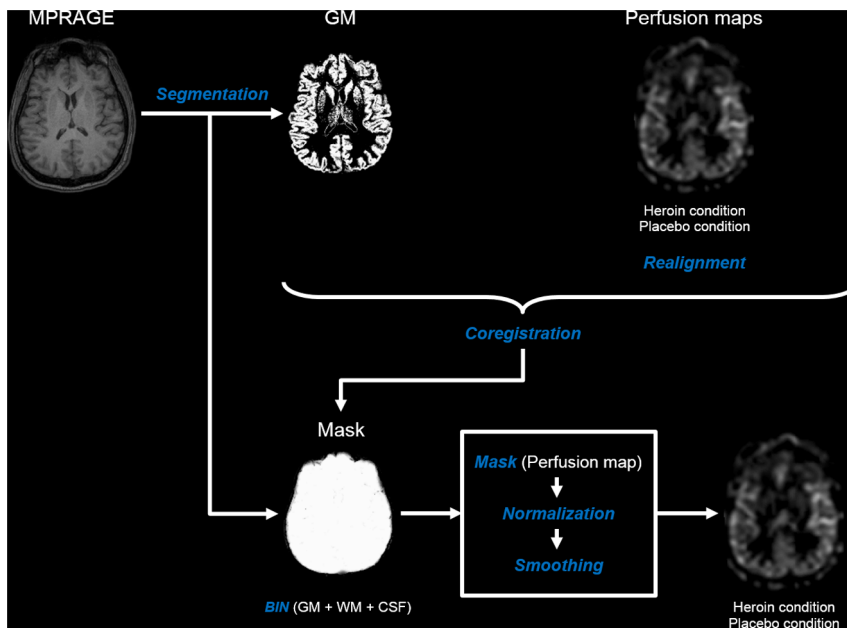 MPRAGE
GM
Perfusion maps
Segmentation
Heroin condition
Placebo condition
Realignment
Coregistration
Mask
Mask (Perfusion map)
Normalization
Smoothing
BIN (GM + WM + CSF)
Heroin condition
Placebo condition